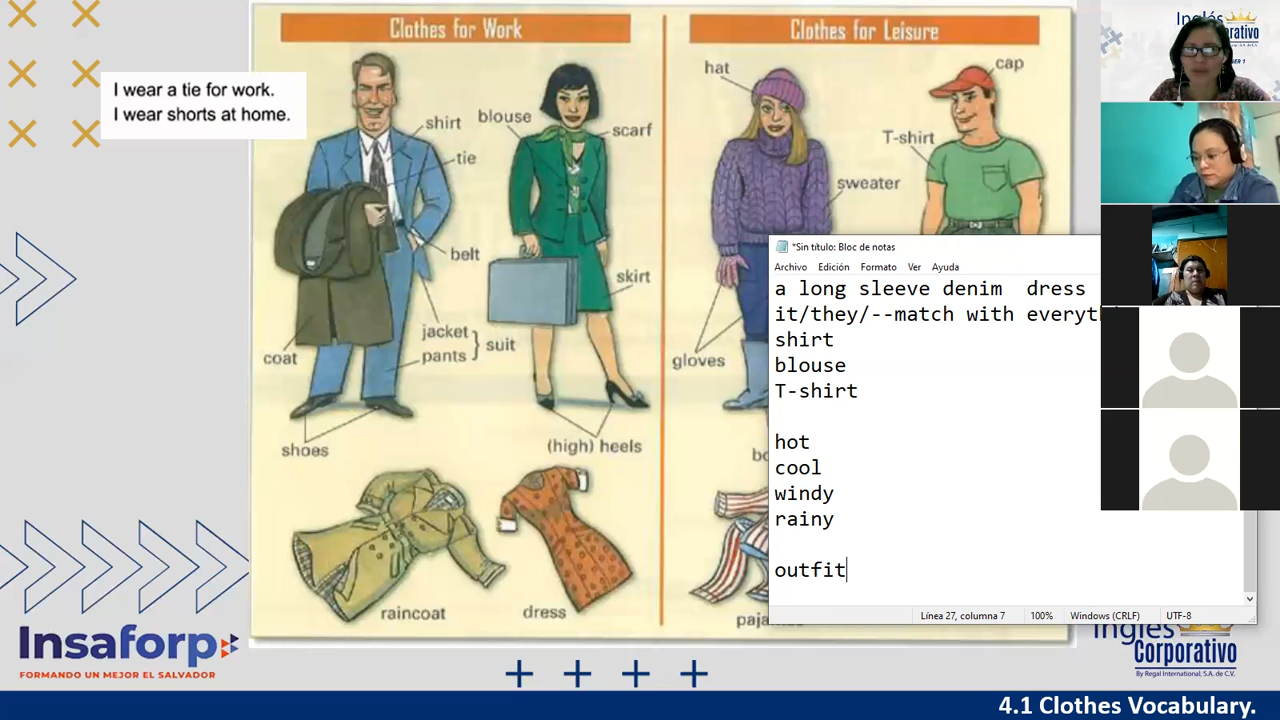 Clothes for Work
Clothes for Leisure
I wear a tie for work.
I wear shorts at home.
shirt
blouse
scarf
tie
belt
skirt
jacket
pants
suit
coat
shoes
(high) heels
raincoat
dress
hat
cap
T-shirt
sweater
gloves
*Sin título: Bloc de notas
Archivo Edición Formato Ver Ayuda
a long sleeve denim dress
it/they/--match with
shirt
blouse
T-shirt
hot
cool
windy
rainy
outfit
Línea 27, columna 7 100% Windows (CRLF) UTF-8
Insaforp
FORMANDO UN MEJOR EL SALVADOR
Inglés
Inglés
Corporativo
By Regal International, S.A. de C.V.
4.1 Clothes Vocabulary.